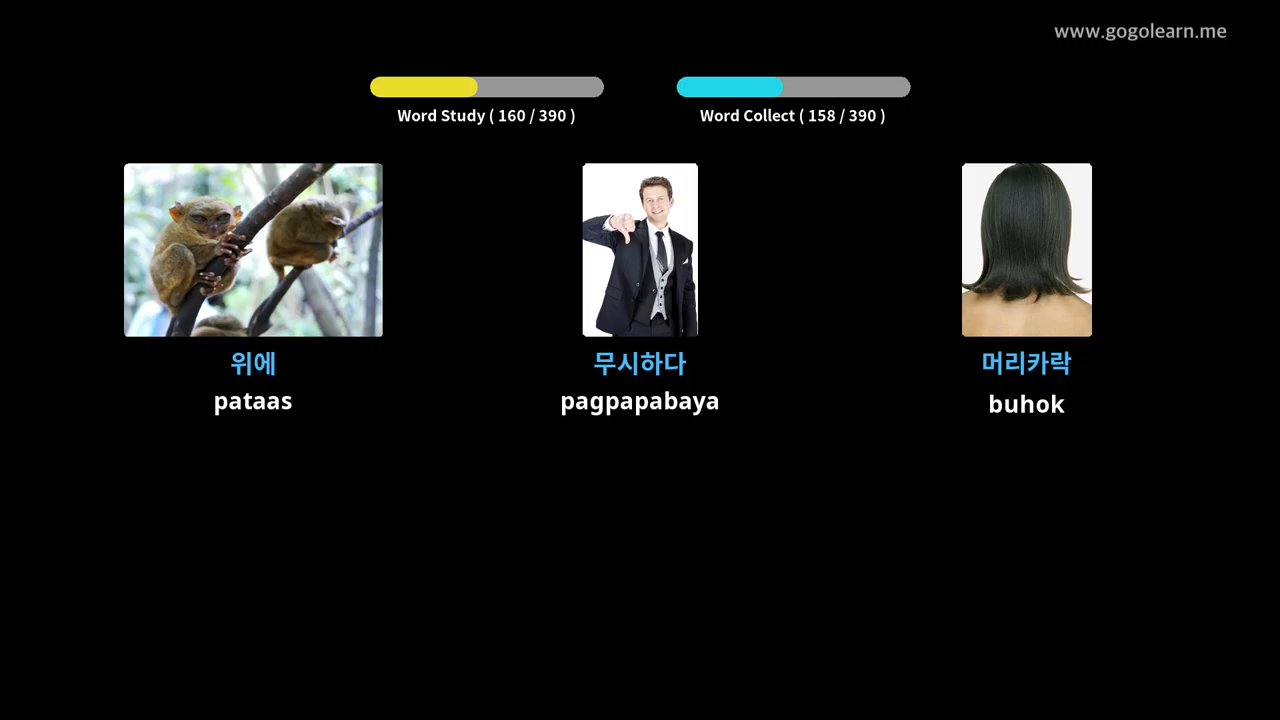 www.gogolearn.me
Word Study ( 160 / 390 )
Word Collect ( 158 / 390 )
위에
pataas
무시하다
pagpapabaya
머리카락
buhok